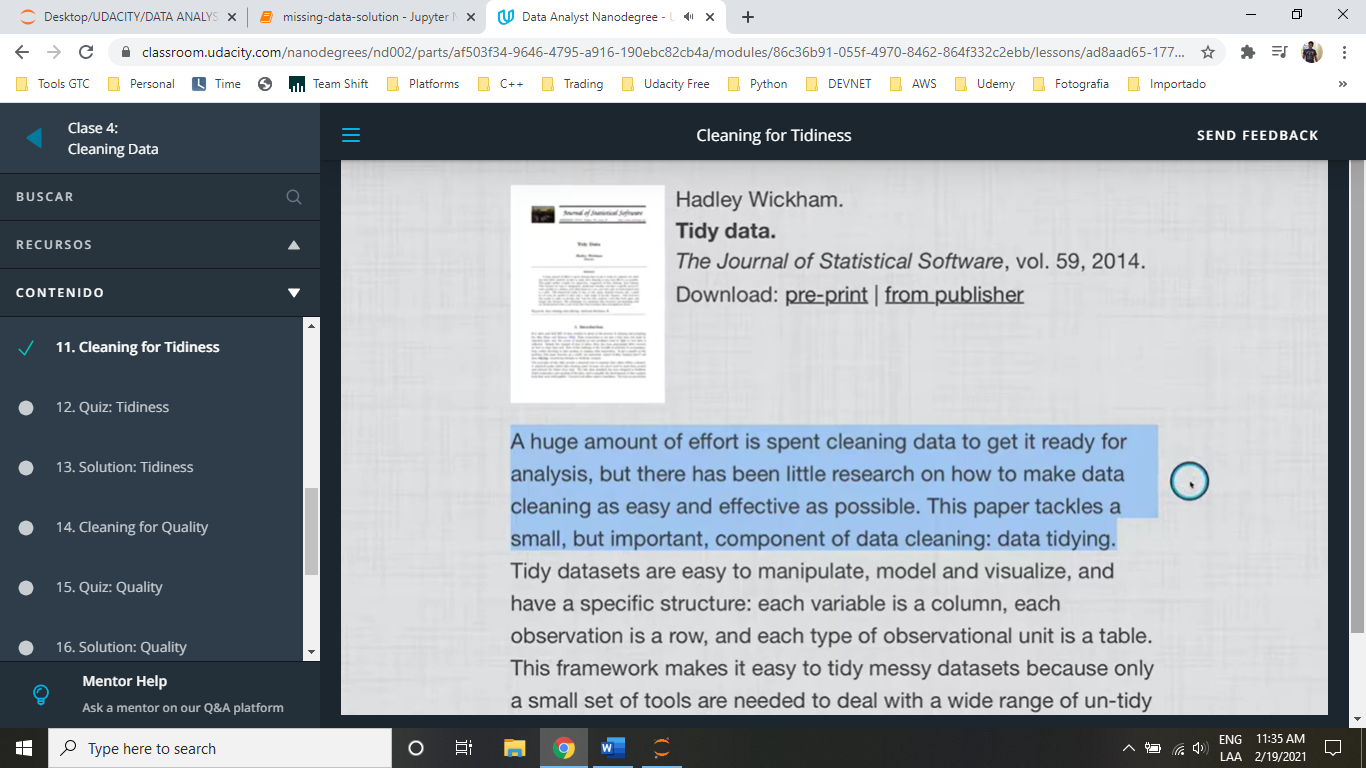 Desktop/UDACITY/DATA ANALYS
missing-data-solution - Jupyter N
Data Analyst Nanodegree - U
classroom.udacity.com/nanodegrees/nd002/parts/af503f34-9646-4795-a916-190ebc82cb4a/modules/86c36b91-055f-4970-8462-864f332c2ebb/lessons/ad8aad65-177...
Tools GTC
Personal
Time
Team Shift
Platforms
C++
Trading
Udacity Free
Python
DEVNET
AWS
Udemy
Fotografia
Importado
»
Clase 4:
Cleaning Data
BUSCAR
RECURSOS
CONTENIDO
11. Cleaning for Tidiness
12. Quiz: Tidiness
13. Solution: Tidiness
14. Cleaning for Quality
15. Quiz: Quality
16. Solution: Quality
Mentor Help
Ask a mentor on our Q&A platform
Cleaning for Tidiness
SEND FEEDBACK
Journal of Statistical Software
Tidy Data
Hadley Wickham
Hadley Wickham.
Tidy data.
The Journal of Statistical Software, vol. 59, 2014.
Download: pre-print | from publisher
A huge amount of effort is spent cleaning data to get it ready for
analysis, but there has been little research on how to make data
cleaning as easy and effective as possible. This paper tackles a
small, but important, component of data cleaning: data tidying.
Tidy datasets are easy to manipulate, model and visualize, and
have a specific structure: each variable is a column, each
observation is a row, and each type of observational unit is a table.
This framework makes it easy to tidy messy datasets because only
a small set of tools are needed to deal with a wide range of un-tidy
Type here to search
ENG
LAA
11:35 AM
2/19/2021